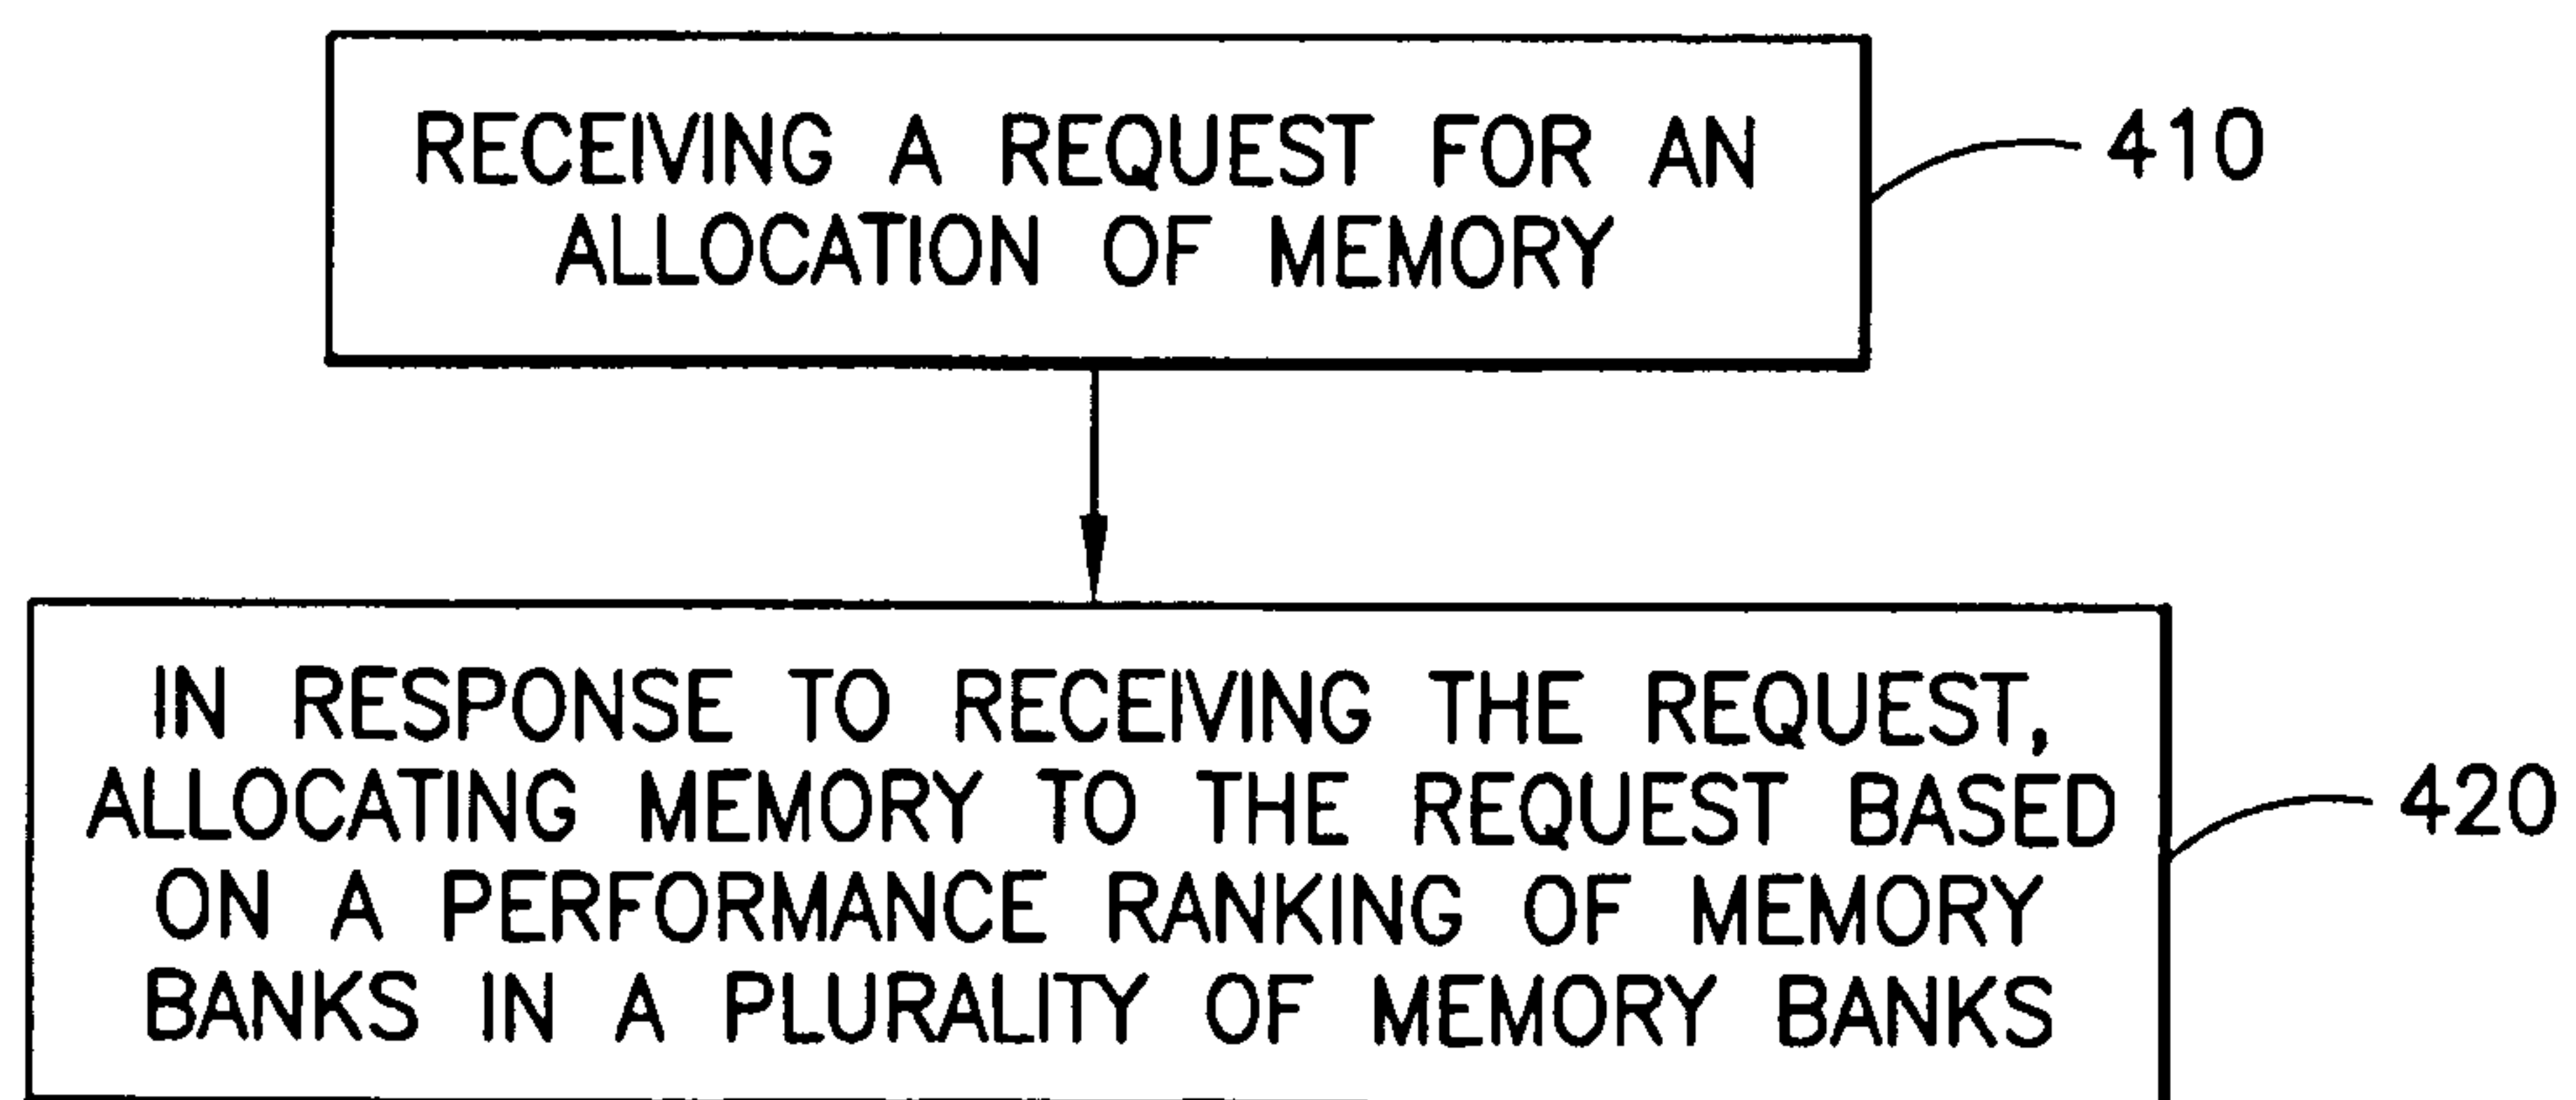 RECEIVING A REQUEST FOR AN
ALLOCATION OF MEMORY
410
IN RESPONSE TO RECEIVING THE REQUEST,
ALLOCATING MEMORY TO THE REQUEST BASED
ON A PERFORMANCE RANKING OF MEMORY
BANKS IN A PLURALITY OF MEMORY BANKS
420